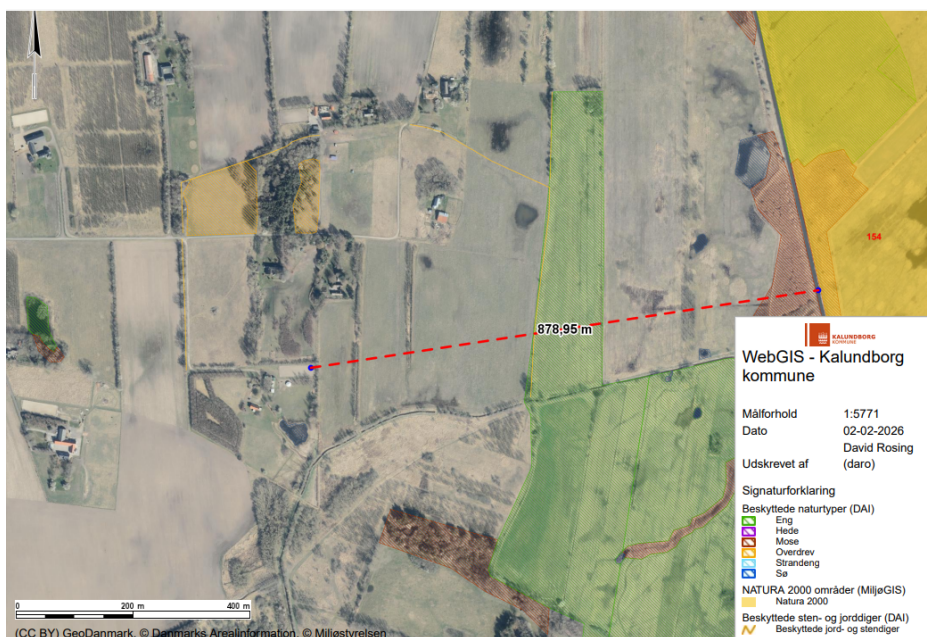 154
878,95 m
KALUNDBORG
KOMMUNE
WebGIS - Kalundborg
kommune
Målforhold 1:5771
Dato 02-02-2026
David Rosing
Udskrevet af (daro)
Signaturforklaring
Beskyttede naturtyper (DAI)
Eng
Hede
Mose
Overdrev
Strandeng
Sø
NATURA 2000 områder (MiljøGIS)
Natura 2000
Beskyttede sten- og jorddiger (DAI)
Beskyttede jord- og stendiger
0 200 m 400 m
(CC BY) GeoDanmark, © Danmarks Arealinformation, © Miljøstyrelsen